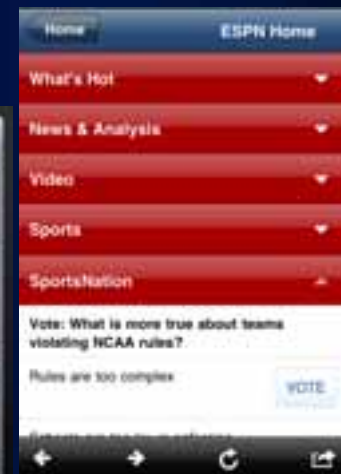 Home
ESPN Home
What's Hot
News & Analysis
Video
Sports
SportsNation
Vote: What is more true about teams
violating NCAA rules?
Rules are too complex
VOTE